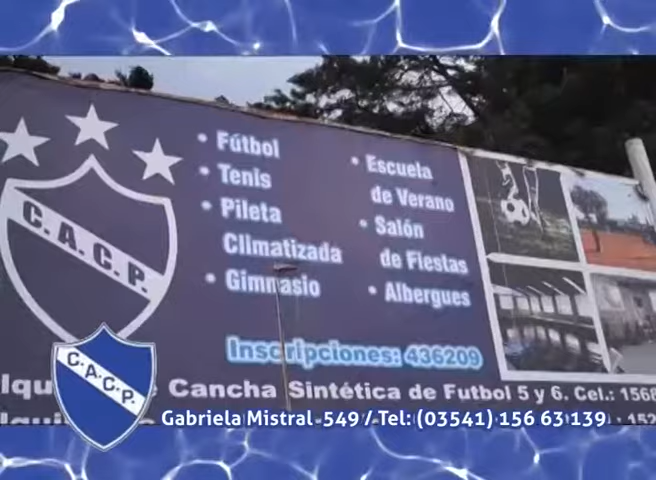 C.A.C.P.
• Fútbol
• Tenis
• Pileta
Climatizada
• Gimnasio
• Escuela
de Verano
• Salón
de Fiestas
• Albergues
Inscripciones: 436209
Cancha Sintética de Futbol 5 y 6. Cel.:
C.A.C.P.
Gabriela Mistral -549 / Tel: (03541) 156 63 139